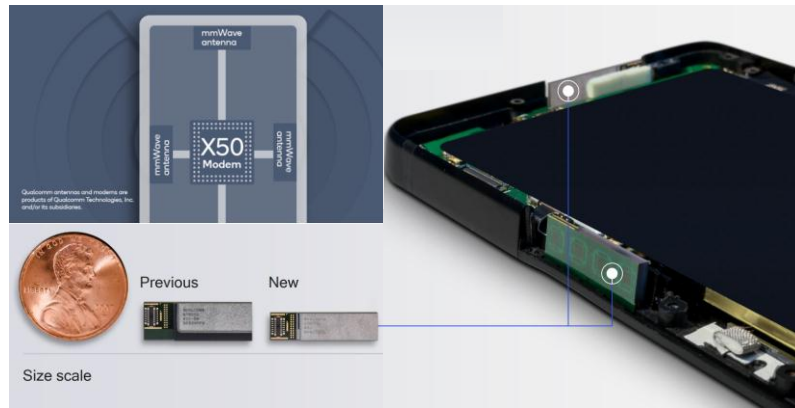 mmWave
antenna
mmWave
antenna
X50
Modem
mmWave
antenna
Qualcomm antennas and modems are
products of Qualcomm Technologies, Inc.
and/or its subsidiaries.
Previous
New
Size scale